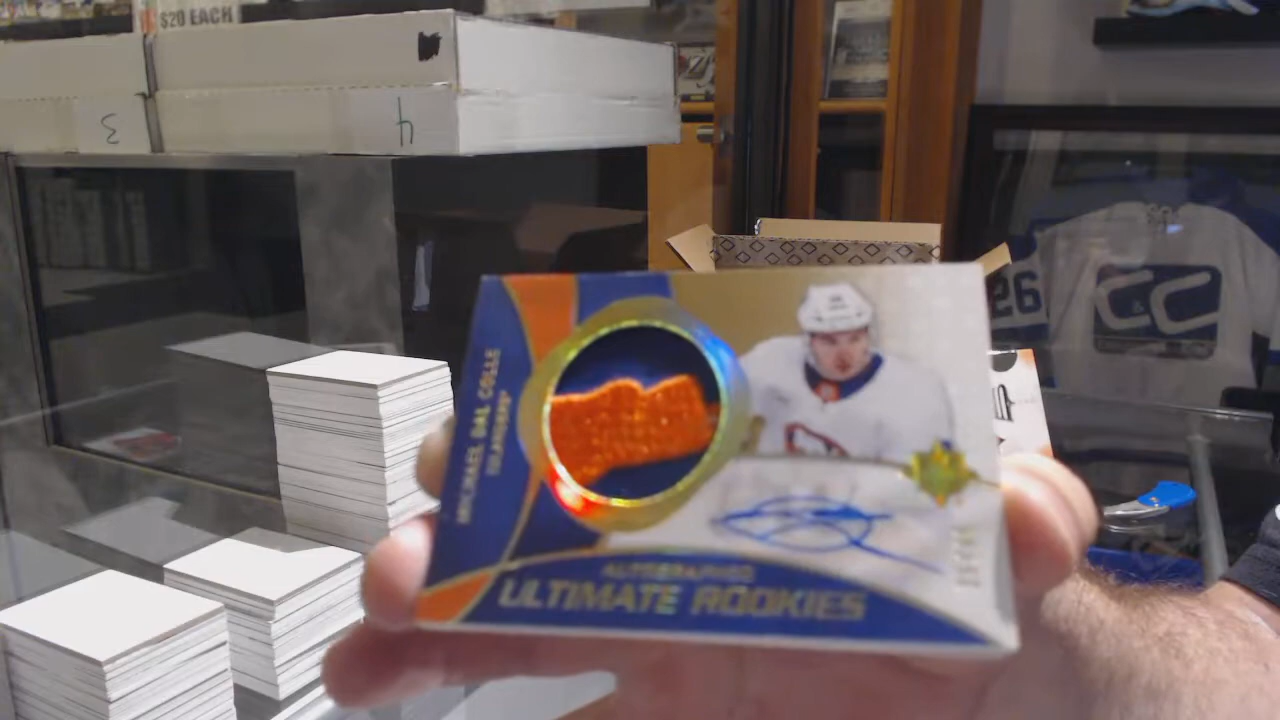 $20 EACH
3
4
26
MICHAEL DAL COLLE
ISLANDERS
AUTOGRAPHED
ULTIMATE ROOKIES